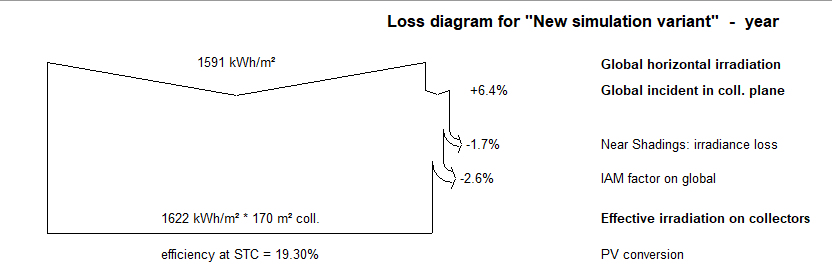 Loss diagram for "New simulation variant" - year
1591 kWh/m² Global horizontal irradiation
+6.4% Global incident in coll. plane
-1.7% Near Shadings: irradiance loss
-2.6% IAM factor on global
1622 kWh/m² * 170 m² coll. Effective irradiation on collectors
efficiency at STC = 19.30% PV conversion